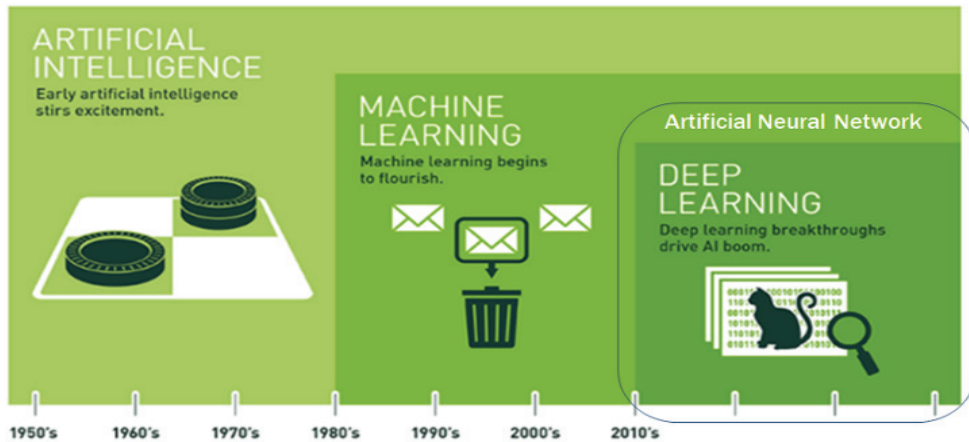 ARTIFICIAL
INTELLIGENCE
Early artificial intelligence
stirs excitement.
MACHINE
LEARNING
Machine learning begins
to flourish.
Artificial Neural Network
DEEP
LEARNING
Deep learning breakthroughs
drive AI boom.
1950's 1960's 1970's 1980's 1990's 2000's 2010's